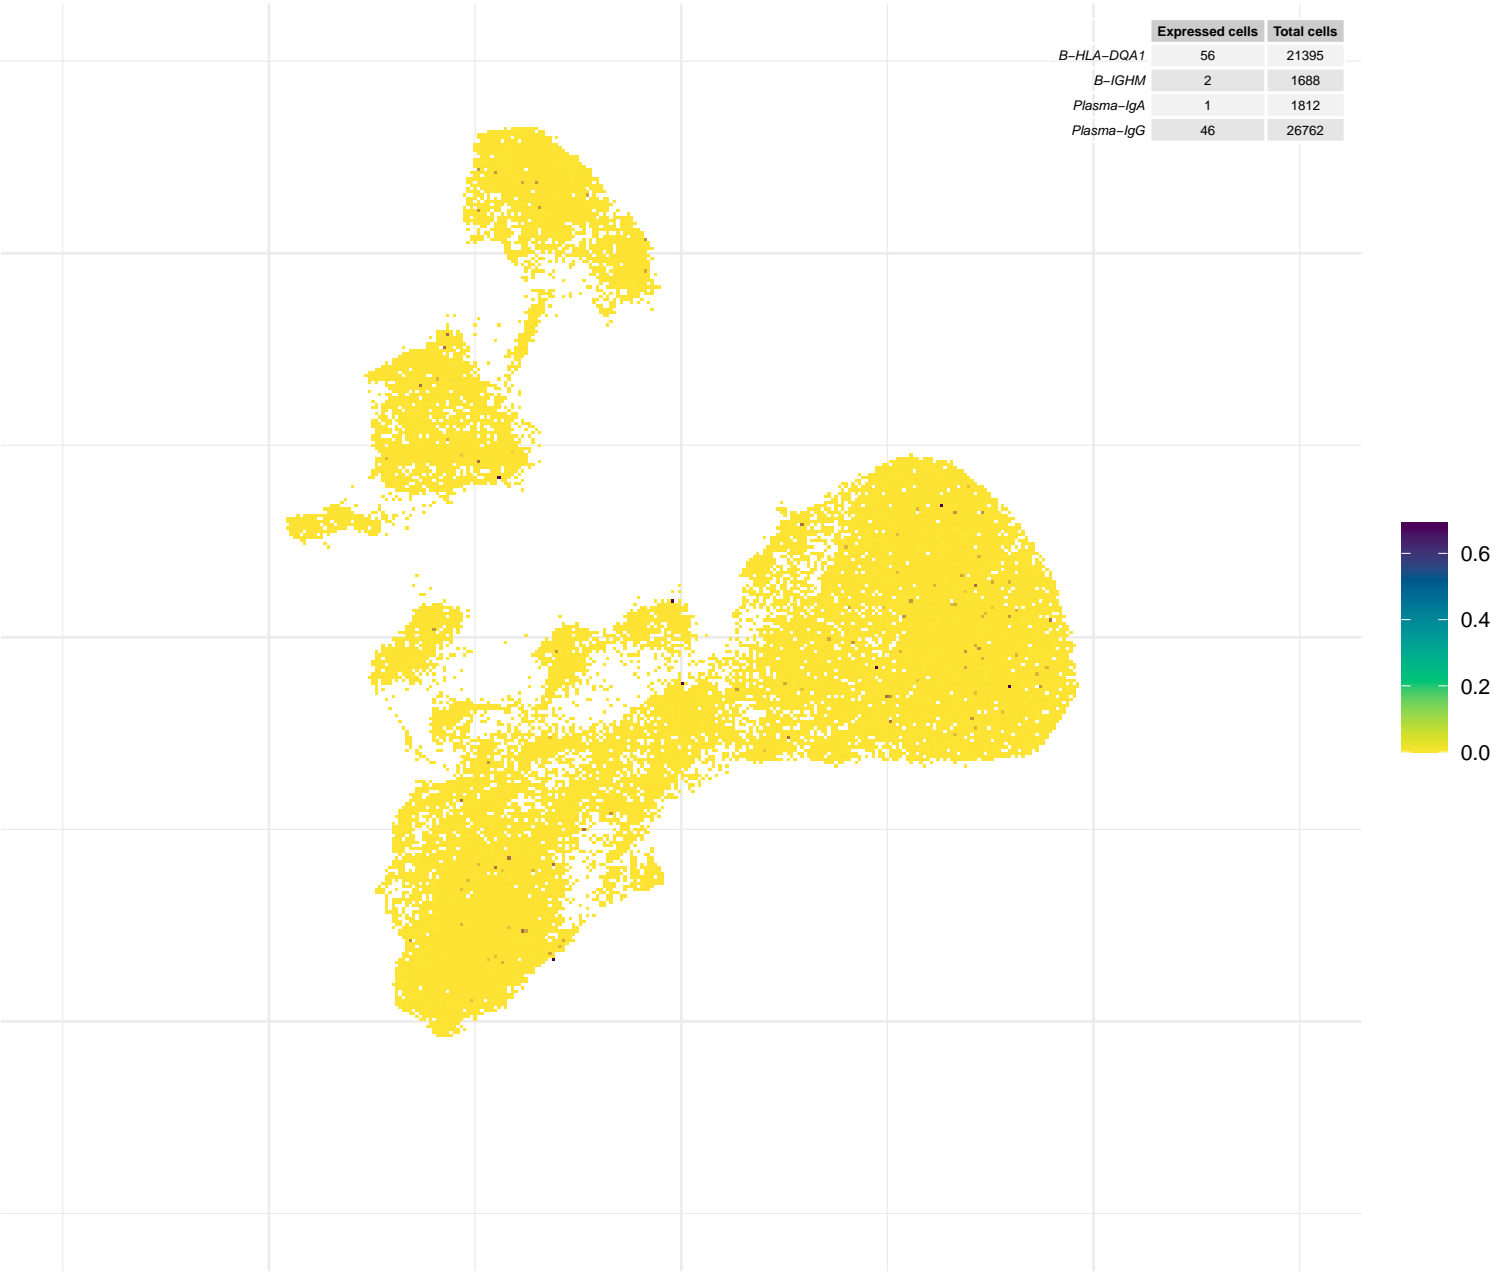 Expressed cells Total cells
B−HLA−DQA1 56 21395
B−IGHM 2 1688
Plasma−IgA 1 1812
Plasma−IgG 46 26762
0.6
0.4
0.2
0.0